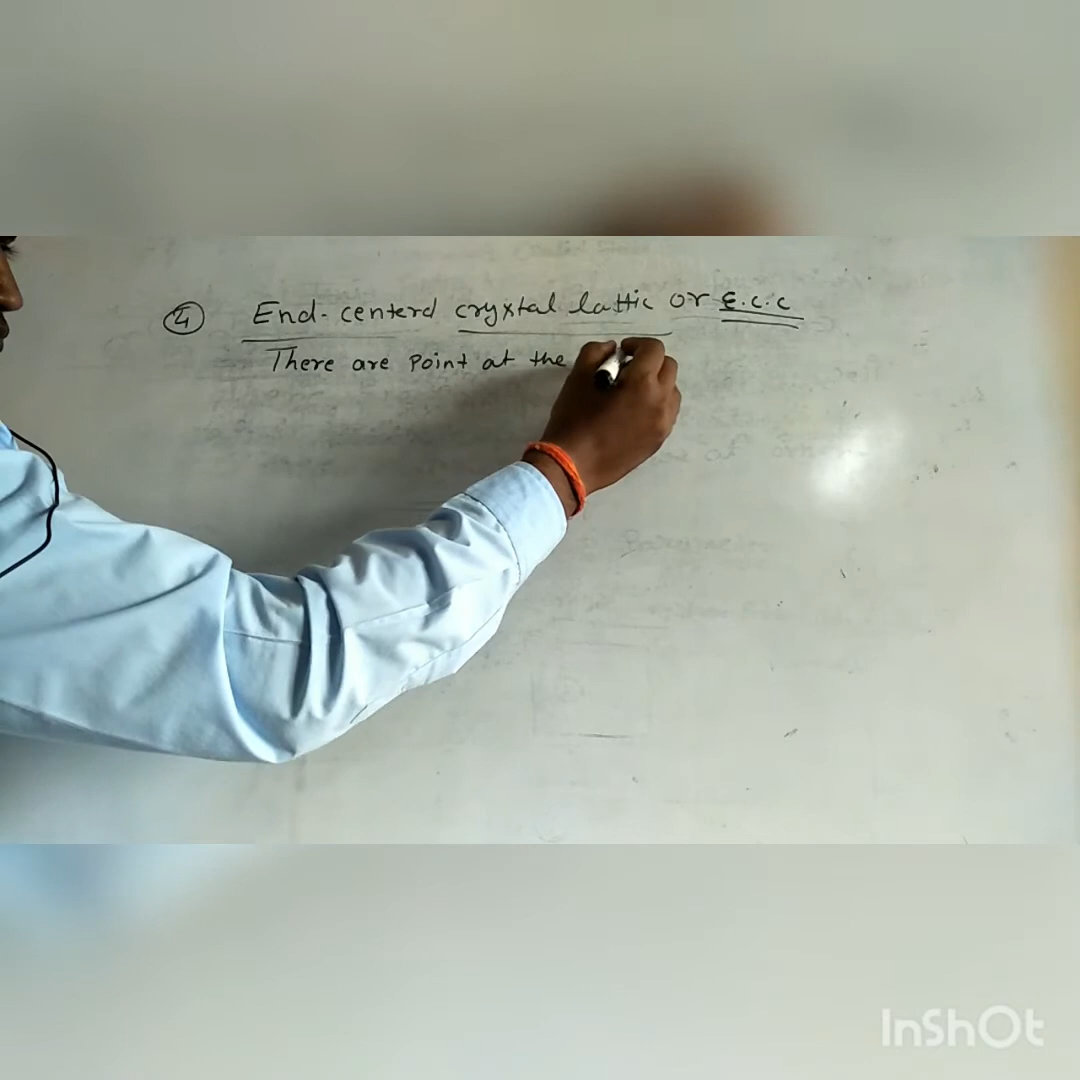 ④ End-centerd crystal lattic or E.C.C
There are point at the
InShOt